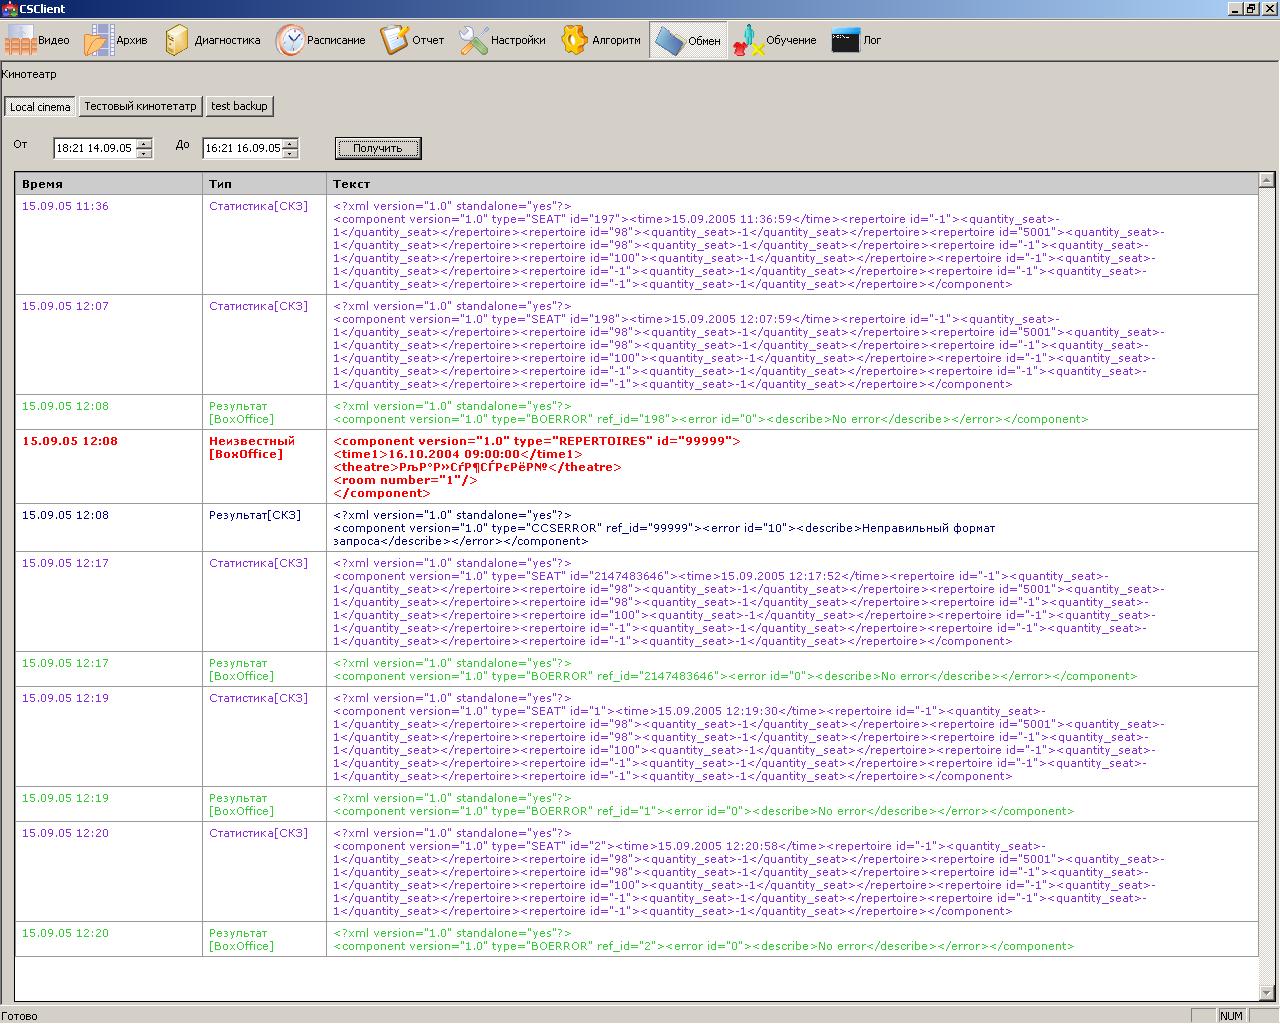 CSClient
Видео Архив Диагностика Расписание Отчет Настройки Алгоритм Обмен Обучение Лог
Кинотеатр
Local cinema Тестовый кинотетатр test backup
От 18:21 14.09.05 До 16:21 16.09.05 Получить
Время Тип Текст
15.09.05 11:36 Статистика[СКЗ] <?xml version="1.0" standalone="yes"?>
<component version="1.0" type="SEAT" id="197"><time>15.09.2005 11:36:59</time><repertoire id="-1"><quantity_seat>-
1</quantity_seat></repertoire><repertoire id="98"><quantity_seat>-1</quantity_seat></repertoire><repertoire id="5001"><quantity_seat>-
1</quantity_seat></repertoire><repertoire id="98"><quantity_seat>-1</quantity_seat></repertoire><repertoire id="-1"><quantity_seat>-
1</quantity_seat></repertoire><repertoire id="100"><quantity_seat>-1</quantity_seat></repertoire><repertoire id="-1"><quantity_seat>-
1</quantity_seat></repertoire><repertoire id="-1"><quantity_seat>-1</quantity_seat></repertoire><repertoire id="-1"><quantity_seat>-
1</quantity_seat></repertoire><repertoire id="-1"><quantity_seat>-1</quantity_seat></repertoire></component>
15.09.05 12:07 Статистика[СКЗ] <?xml version="1.0" standalone="yes"?>
<component version="1.0" type="SEAT" id="198"><time>15.09.2005 12:07:59</time><repertoire id="-1"><quantity_seat>-
1</quantity_seat></repertoire><repertoire id="98"><quantity_seat>-1</quantity_seat></repertoire><repertoire id="5001"><quantity_seat>-
1</quantity_seat></repertoire><repertoire id="98"><quantity_seat>-1</quantity_seat></repertoire><repertoire id="-1"><quantity_seat>-
1</quantity_seat></repertoire><repertoire id="100"><quantity_seat>-1</quantity_seat></repertoire><repertoire id="-1"><quantity_seat>-
1</quantity_seat></repertoire><repertoire id="-1"><quantity_seat>-1</quantity_seat></repertoire><repertoire id="-1"><quantity_seat>-
1</quantity_seat></repertoire><repertoire id="-1"><quantity_seat>-1</quantity_seat></repertoire></component>
15.09.05 12:08 Результат <?xml version="1.0" standalone="yes"?>
[BoxOffice] <component version="1.0" type="BOERROR" ref_id="198"><error id="0"><describe>No error</describe></error></component>
15.09.05 12:08 Неизвестный <component version="1.0" type="REPERTOIRES" id="99999">
[BoxOffice] <time1>16.10.2004 09:00:00</time1>
<theatre>РљР°Р»СѓР¶СЃРєРёР№</theatre>
<room number="1"/>
</component>
15.09.05 12:08 Результат[СКЗ] <?xml version="1.0" standalone="yes"?>
<component version="1.0" type="CCSERROR" ref_id="99999"><error id="10"><describe>Неправильный формат
запроса</describe></error></component>
15.09.05 12:17 Статистика[СКЗ] <?xml version="1.0" standalone="yes"?>
<component version="1.0" type="SEAT" id="2147483646"><time>15.09.2005 12:17:52</time><repertoire id="-1"><quantity_seat>-
1</quantity_seat></repertoire><repertoire id="98"><quantity_seat>-1</quantity_seat></repertoire><repertoire id="5001"><quantity_seat>-
1</quantity_seat></repertoire><repertoire id="98"><quantity_seat>-1</quantity_seat></repertoire><repertoire id="-1"><quantity_seat>-
1</quantity_seat></repertoire><repertoire id="100"><quantity_seat>-1</quantity_seat></repertoire><repertoire id="-1"><quantity_seat>-
1</quantity_seat></repertoire><repertoire id="-1"><quantity_seat>-1</quantity_seat></repertoire><repertoire id="-1"><quantity_seat>-
1</quantity_seat></repertoire><repertoire id="-1"><quantity_seat>-1</quantity_seat></repertoire></component>
15.09.05 12:17 Результат <?xml version="1.0" standalone="yes"?>
[BoxOffice] <component version="1.0" type="BOERROR" ref_id="2147483646"><error id="0"><describe>No error</describe></error></component>
15.09.05 12:19 Статистика[СКЗ] <?xml version="1.0" standalone="yes"?>
<component version="1.0" type="SEAT" id="1"><time>15.09.2005 12:19:30</time><repertoire id="-1"><quantity_seat>-
1</quantity_seat></repertoire><repertoire id="98"><quantity_seat>-1</quantity_seat></repertoire><repertoire id="5001"><quantity_seat>-
1</quantity_seat></repertoire><repertoire id="98"><quantity_seat>-1</quantity_seat></repertoire><repertoire id="-1"><quantity_seat>-
1</quantity_seat></repertoire><repertoire id="100"><quantity_seat>-1</quantity_seat></repertoire><repertoire id="-1"><quantity_seat>-
1</quantity_seat></repertoire><repertoire id="-1"><quantity_seat>-1</quantity_seat></repertoire><repertoire id="-1"><quantity_seat>-
1</quantity_seat></repertoire><repertoire id="-1"><quantity_seat>-1</quantity_seat></repertoire></component>
15.09.05 12:19 Результат <?xml version="1.0" standalone="yes"?>
[BoxOffice] <component version="1.0" type="BOERROR" ref_id="1"><error id="0"><describe>No error</describe></error></component>
15.09.05 12:20 Статистика[СКЗ] <?xml version="1.0" standalone="yes"?>
<component version="1.0" type="SEAT" id="2"><time>15.09.2005 12:20:58</time><repertoire id="-1"><quantity_seat>-
1</quantity_seat></repertoire><repertoire id="98"><quantity_seat>-1</quantity_seat></repertoire><repertoire id="5001"><quantity_seat>-
1</quantity_seat></repertoire><repertoire id="98"><quantity_seat>-1</quantity_seat></repertoire><repertoire id="-1"><quantity_seat>-
1</quantity_seat></repertoire><repertoire id="100"><quantity_seat>-1</quantity_seat></repertoire><repertoire id="-1"><quantity_seat>-
1</quantity_seat></repertoire><repertoire id="-1"><quantity_seat>-1</quantity_seat></repertoire><repertoire id="-1"><quantity_seat>-
1</quantity_seat></repertoire><repertoire id="-1"><quantity_seat>-1</quantity_seat></repertoire></component>
15.09.05 12:20 Результат <?xml version="1.0" standalone="yes"?>
[BoxOffice] <component version="1.0" type="BOERROR" ref_id="2"><error id="0"><describe>No error</describe></error></component>
Готово NUM